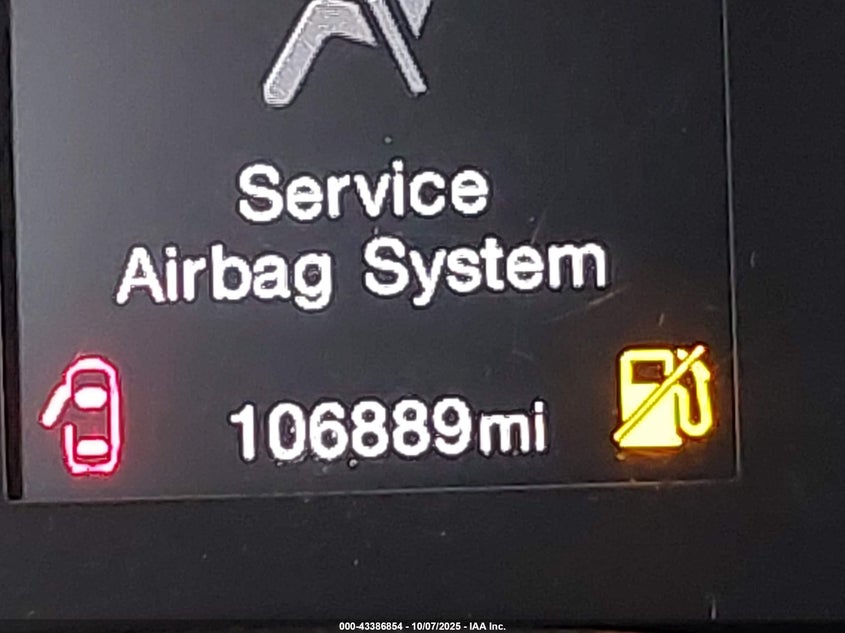 Service
Airbag System
106889mi
000-43386854 - 10/07/2025 - IAA Inc.